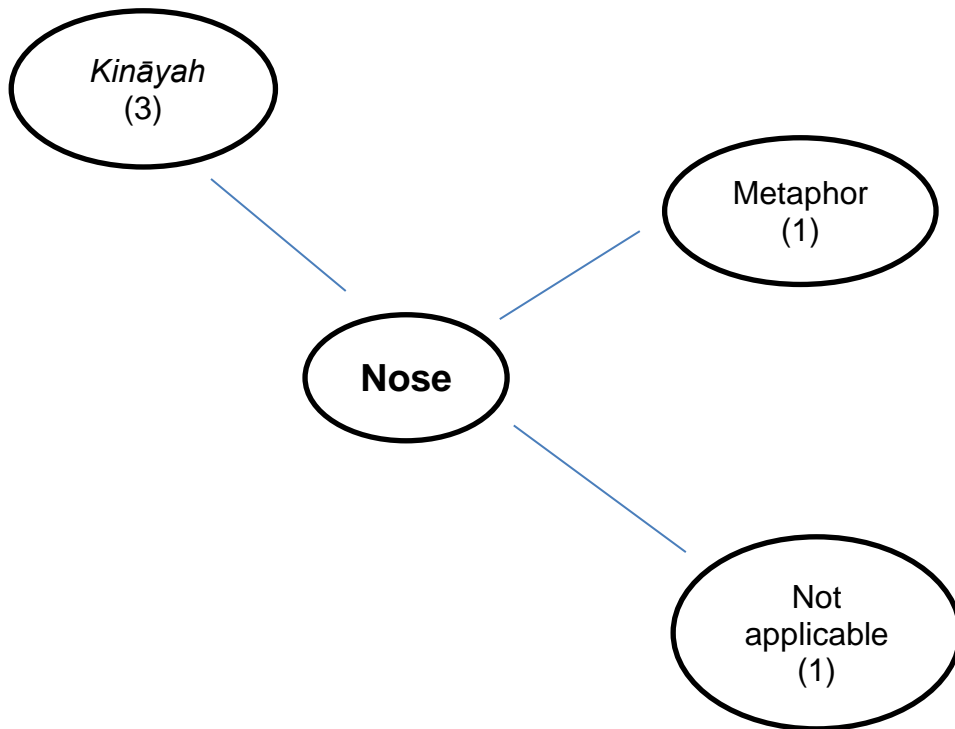 Kināyah
(3)
Metaphor
(1)
Nose
Not
applicable
(1)